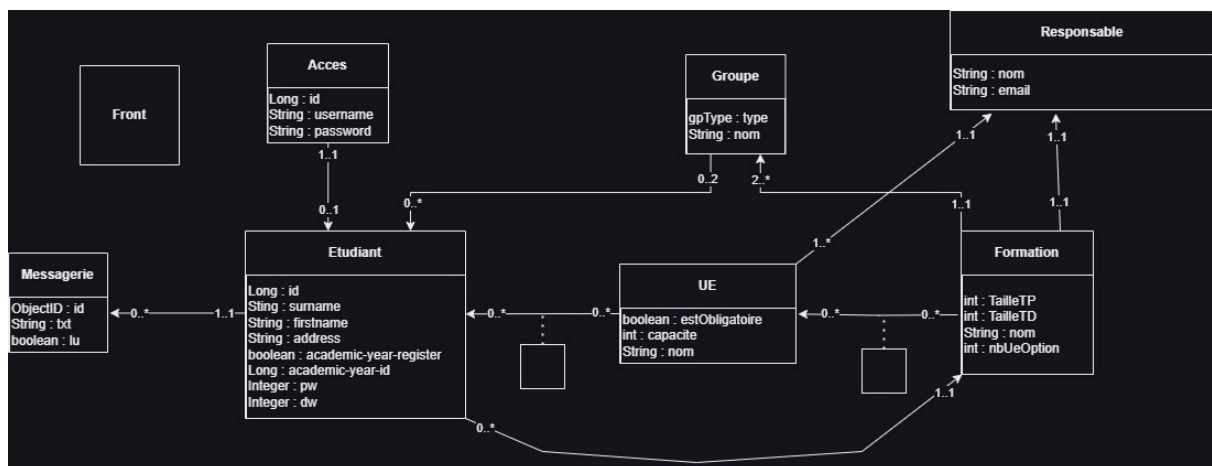 Responsable
String : nom
String : email
Acces
Long : id
String : username
String : password
Groupe
gpType : type
String : nom
Front
1..1
0..2
2..*
1..1
1..1
0..1
0..*
1..1
1..1
Etudiant
Long : id
Sting : surname
String : firstname
String : address
boolean : academic-year-register
Long : academic-year-id
Integer : pw
Integer : dw
1..*
Formation
int : TailleTP
int : TailleTD
String : nom
int : nbUeOption
Messagerie
ObjectID : id
String : txt
boolean : lu
UE
boolean : estObligatoire
int : capacite
String : nom
0..*
1..1
0..*
0..*
0..*
0..*
1..1
0..*